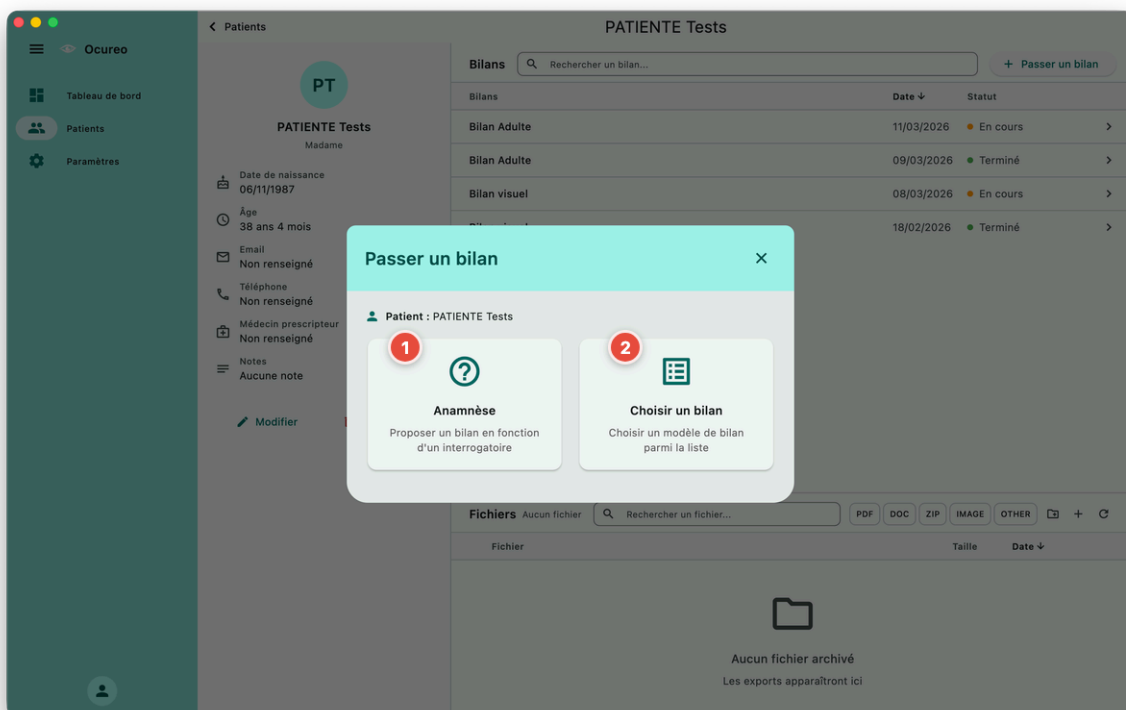 Patients
PATIENTE Tests
Ocureo
Tableau de bord
Patients
Paramètres
PT
PATIENTE Tests
Madame
Date de naissance
06/11/1987
Âge
38 ans 4 mois
Email
Non renseigné
Téléphone
Non renseigné
Médecin prescripteur
Non renseigné
Notes
Aucune note
Modifier
Bilans
Rechercher un bilan...
+ Passer un bilan
Bilans Date Statut
Bilan Adulte 11/03/2026 En cours
Bilan Adulte 09/03/2026 Terminé
Bilan visuel 08/03/2026 En cours
18/02/2026 Terminé
Passer un bilan
Patient : PATIENTE Tests
1
Anamnèse
Proposer un bilan en fonction
d'un interrogatoire
2
Choisir un bilan
Choisir un modèle de bilan
parmi la liste
Fichiers Aucun fichier Rechercher un fichier... PDF DOC ZIP IMAGE OTHER
Fichier Taille Date
Aucun fichier archivé
Les exports apparaîtront ici